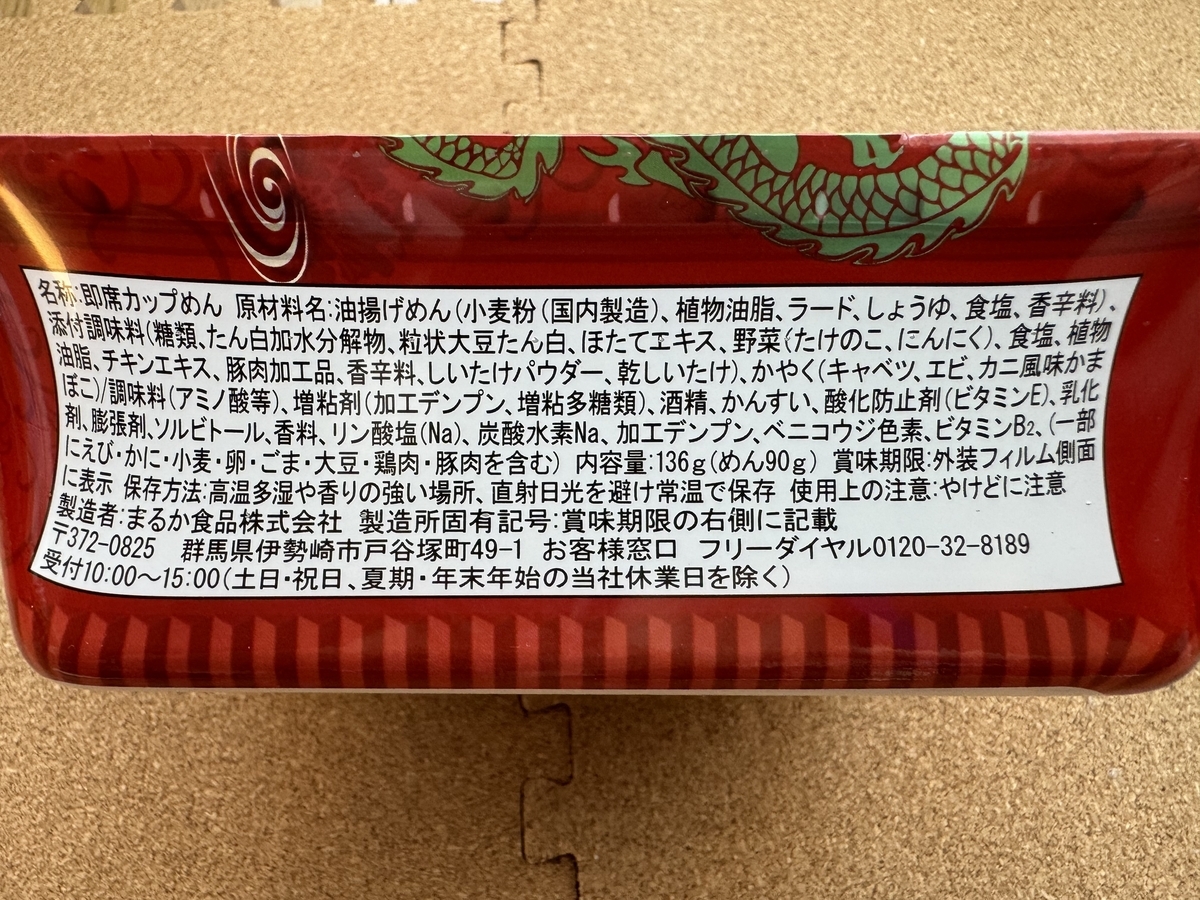 名称:即席カップめん 原材料名:油揚げめん(小麦粉(国内製造)、植物油脂、ラード、しょうゆ、食塩、香辛料)、
添付調味料(糖類、たん白加水分解物、粒状大豆たん白、ほたてエキス、野菜(たけのこ、にんにく)、食塩、植物
油脂、チキンエキス、豚肉加工品、香辛料、しいたけパウダー、乾しいたけ)、かやく(キャベツ、エビ、カニ風味かま
ぼこ)/調味料(アミノ酸等)、増粘剤(加工デンプン、増粘多糖類)、酒精、かんすい、酸化防止剤(ビタミンE)、乳化
剤、膨張剤、ソルビトール、香料、リン酸塩(Na)、炭酸水素Na、加工デンプン、ベニコウジ色素、ビタミンB₂、(一部
にえび・かに・小麦・卵・ごま・大豆・鶏肉・豚肉を含む) 内容量:136g(めん90g) 賞味期限:外装フィルム側面
に表示 保存方法:高温多湿や香りの強い場所、直射日光を避け常温で保存 使用上の注意:やけどに注意
製造者:まるか食品株式会社 製造所固有記号:賞味期限の右側に記載
〒372-0825 群馬県伊勢崎市戸谷塚町49-1 お客様窓口 フリーダイヤル0120-32-8189
受付10:00～15:00(土日・祝日、夏期・年末年始の当社休業日を除く)